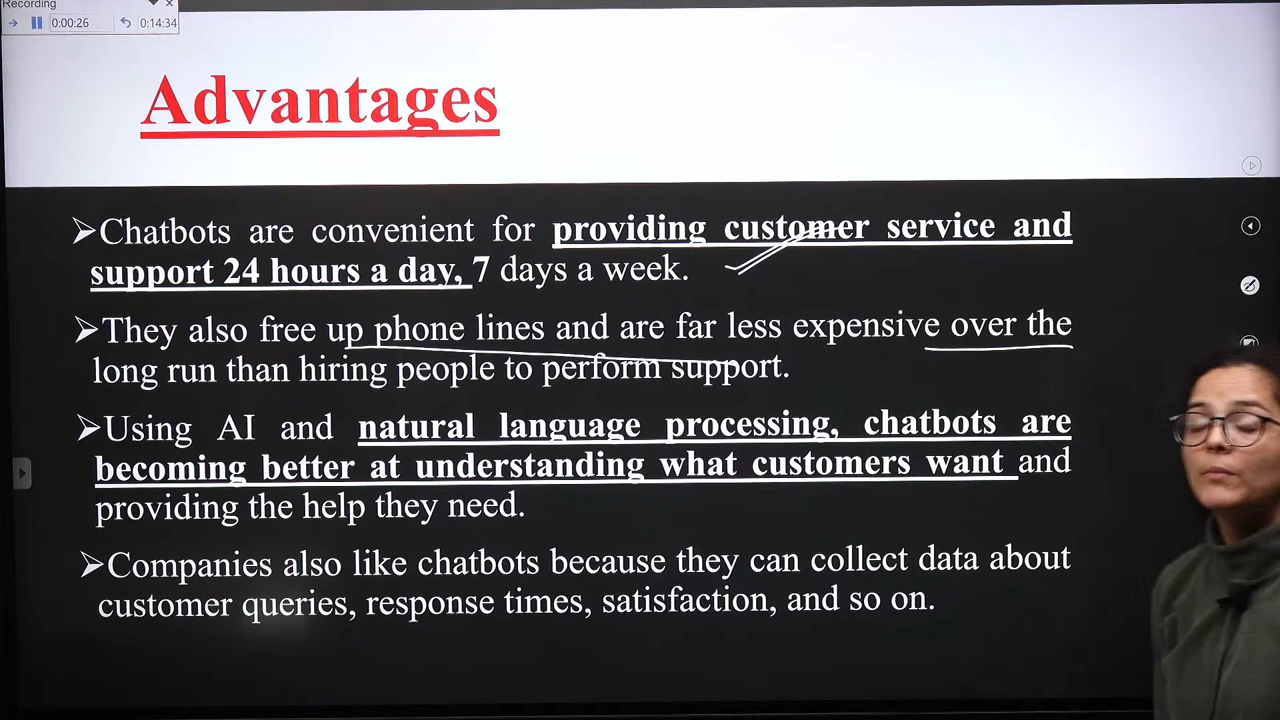 Recording
0:00:26 0:14:34
Advantages
➢Chatbots are convenient for providing customer service and
support 24 hours a day, 7 days a week.
➢They also free up phone lines and are far less expensive over the
long run than hiring people to perform support.
➢Using AI and natural language processing, chatbots are
becoming better at understanding what customers want and
providing the help they need.
➢Companies also like chatbots because they can collect data about
customer queries, response times, satisfaction, and so on.